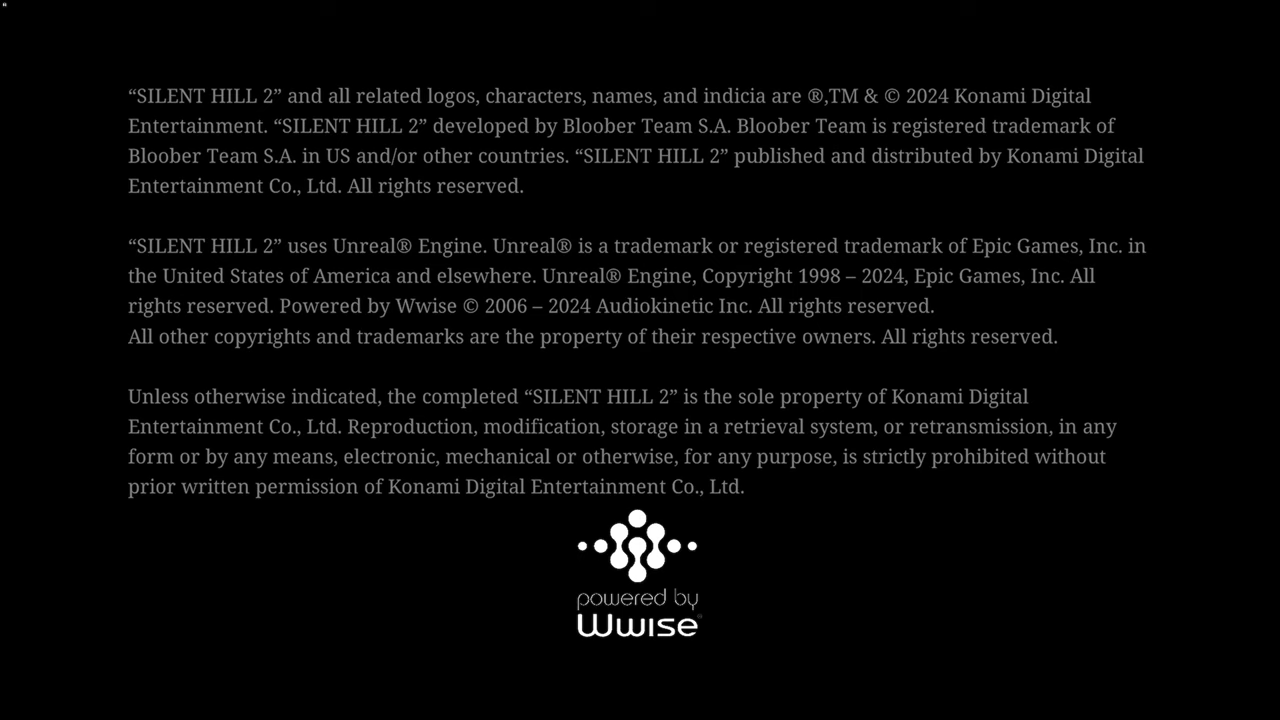 “SILENT HILL 2” and all related logos, characters, names, and indicia are ®,TM & © 2024 Konami Digital
Entertainment. “SILENT HILL 2” developed by Bloober Team S.A. Bloober Team is registered trademark of
Bloober Team S.A. in US and/or other countries. “SILENT HILL 2” published and distributed by Konami Digital
Entertainment Co., Ltd. All rights reserved.
“SILENT HILL 2” uses Unreal® Engine. Unreal® is a trademark or registered trademark of Epic Games, Inc. in
the United States of America and elsewhere. Unreal® Engine, Copyright 1998 – 2024, Epic Games, Inc. All
rights reserved. Powered by Wwise © 2006 – 2024 Audiokinetic Inc. All rights reserved.
All other copyrights and trademarks are the property of their respective owners. All rights reserved.
Unless otherwise indicated, the completed “SILENT HILL 2” is the sole property of Konami Digital
Entertainment Co., Ltd. Reproduction, modification, storage in a retrieval system, or retransmission, in any
form or by any means, electronic, mechanical or otherwise, for any purpose, is strictly prohibited without
prior written permission of Konami Digital Entertainment Co., Ltd.
powered by
Wwise